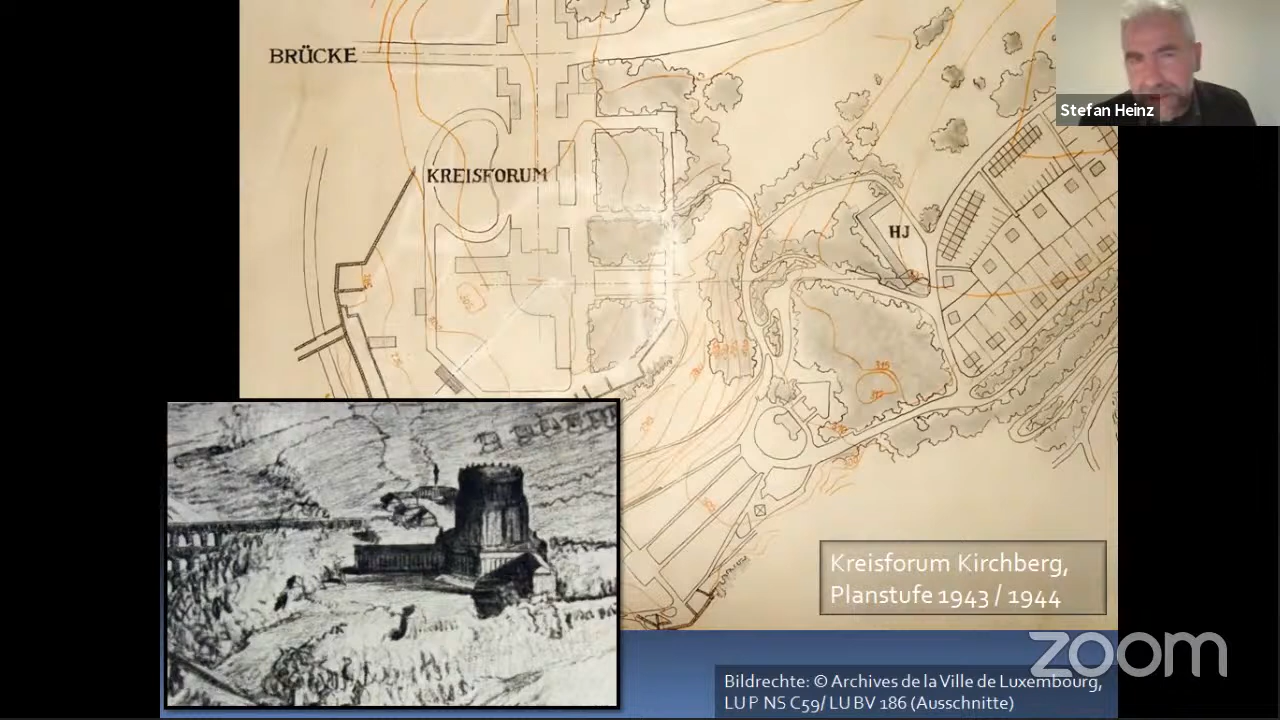 BRÜCKE
Stefan Heinz
KREISFORUM
HJ
315
Kreisforum Kirchberg,
Planstufe 1943 / 1944
zoom
Bildrechte: © Archives de la Ville de Luxembourg,
LU P NS C59/ LU BV 186 (Ausschnitte)